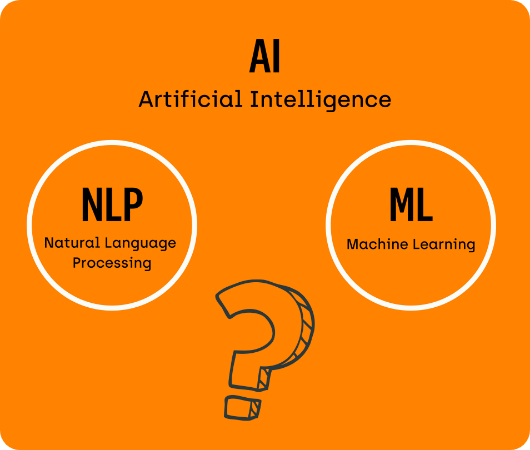 AI
Artificial Intelligence
NLP
Natural Language
Processing
ML
Machine Learning
?